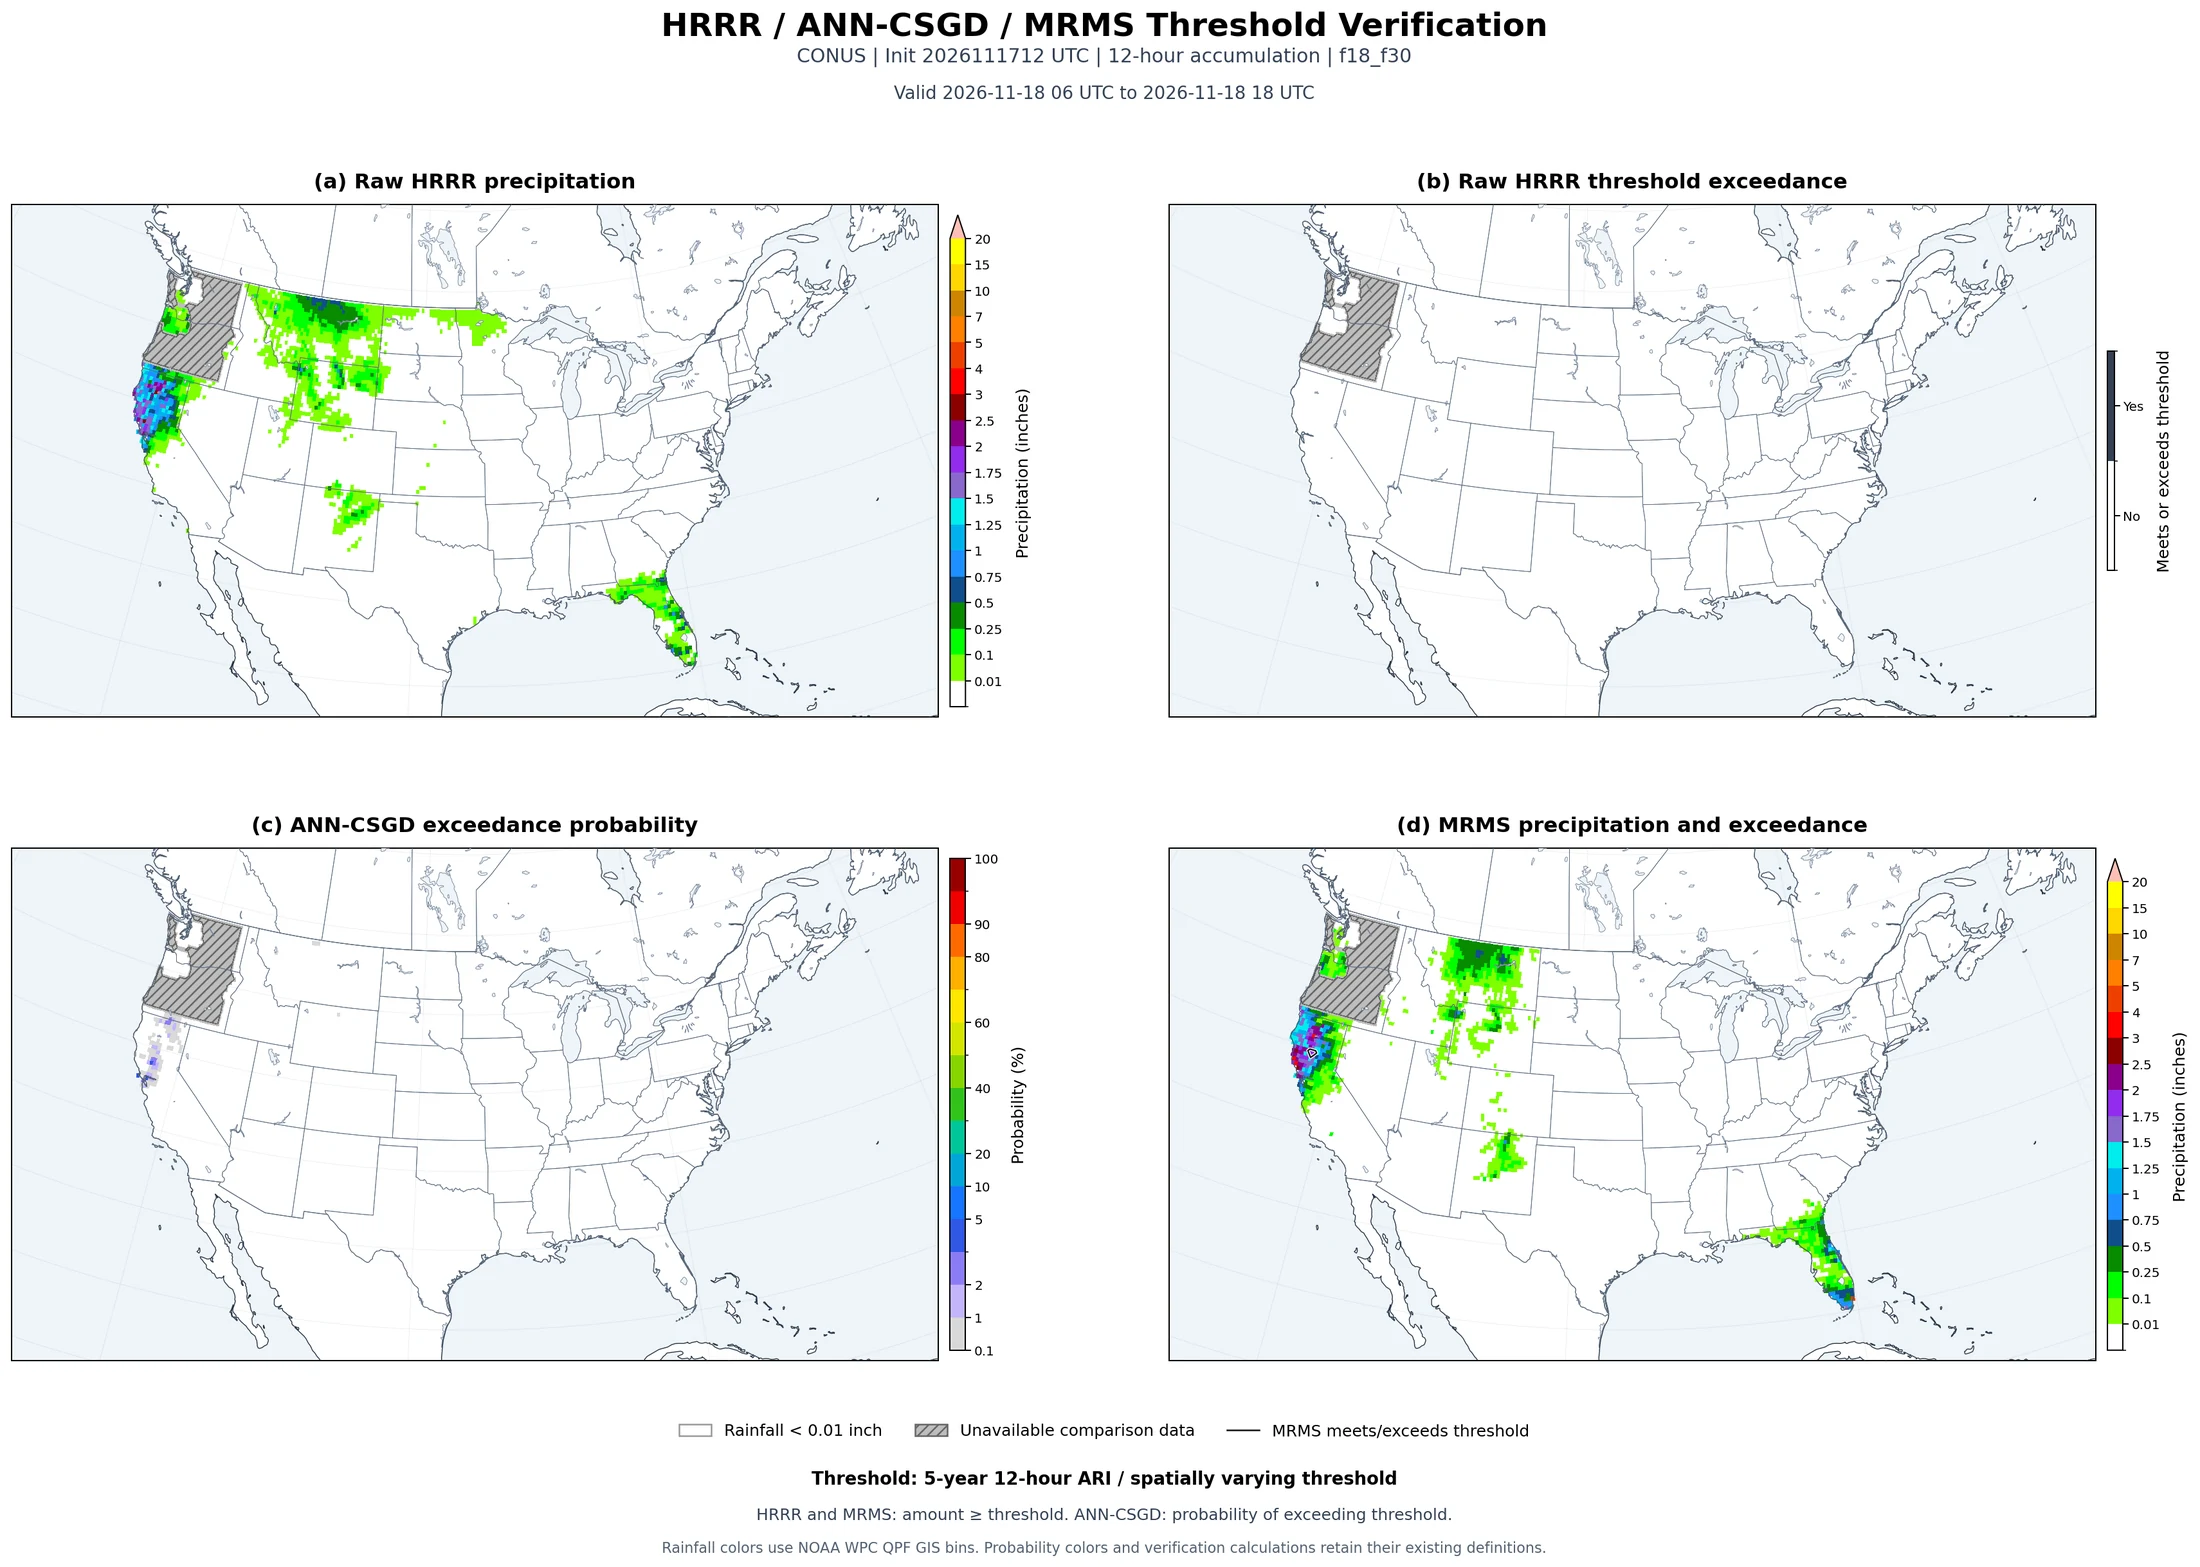 HRRR / ANN-CSGD / MRMS Threshold Verification
CONUS | Init 2026111712 UTC | 12-hour accumulation | f18_f30
Valid 2026-11-18 06 UTC to 2026-11-18 18 UTC
(a) Raw HRRR precipitation
20
15
10
7
5
4
3
2.5
2
1.75
1.5
1.25
1
0.75
0.5
0.25
0.1
0.01
Precipitation (inches)
(b) Raw HRRR threshold exceedance
Yes
No
Meets or exceeds threshold
(c) ANN-CSGD exceedance probability
100
90
80
60
40
20
10
5
2
1
0.1
Probability (%)
(d) MRMS precipitation and exceedance
20
15
10
7
5
4
3
2.5
2
1.75
1.5
1.25
1
0.75
0.5
0.25
0.1
0.01
Precipitation (inches)
Rainfall < 0.01 inch
Unavailable comparison data
MRMS meets/exceeds threshold
Threshold: 5-year 12-hour ARI / spatially varying threshold
HRRR and MRMS: amount ≥ threshold. ANN-CSGD: probability of exceeding threshold.
Rainfall colors use NOAA WPC QPF GIS bins. Probability colors and verification calculations retain their existing definitions.